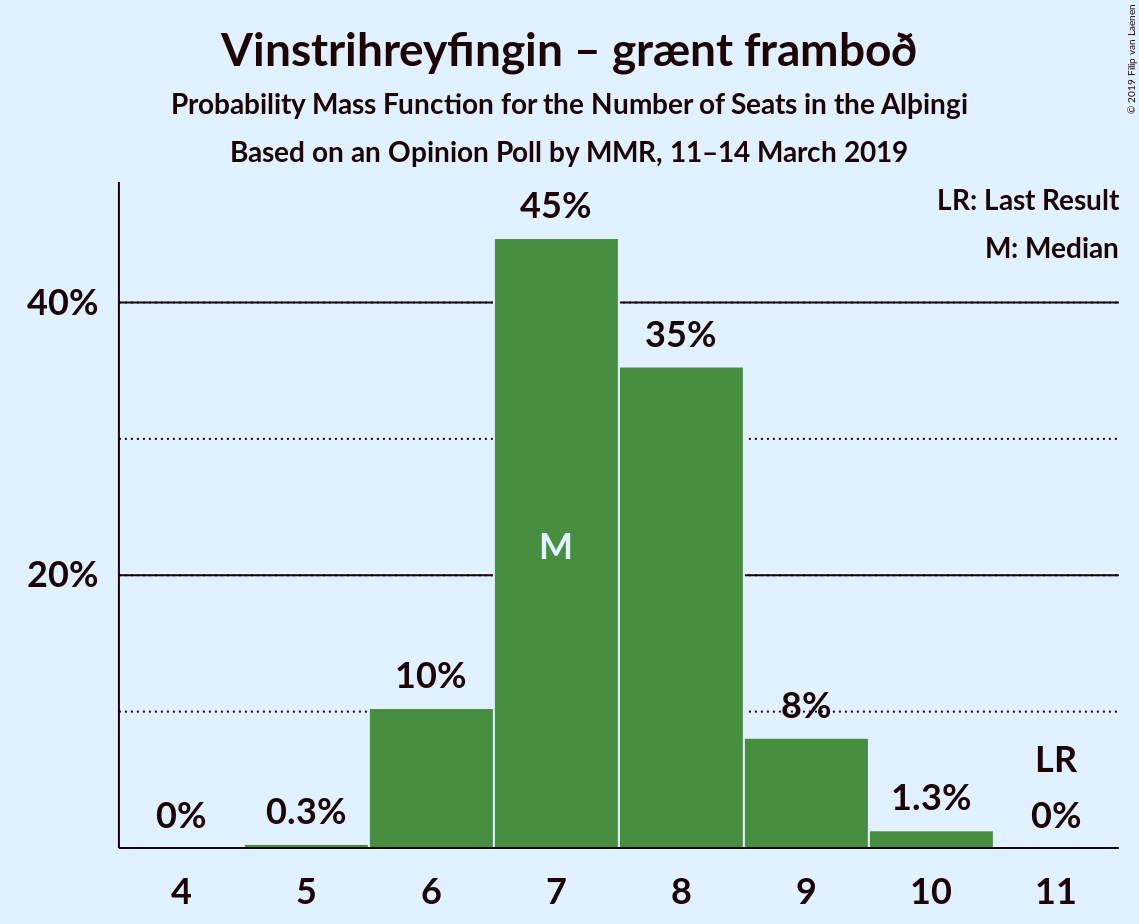 Vinstrihreyfingin – grænt framboð
Probability Mass Function for the Number of Seats in the Alþingi
Based on an Opinion Poll by MMR, 11–14 March 2019
© 2019 Filip van Laenen
LR: Last Result
M: Median
45%
40%
35%
M
20%
10%
8%
LR
0%
0.3%
1.3%
0%
4 5 6 7 8 9 10 11